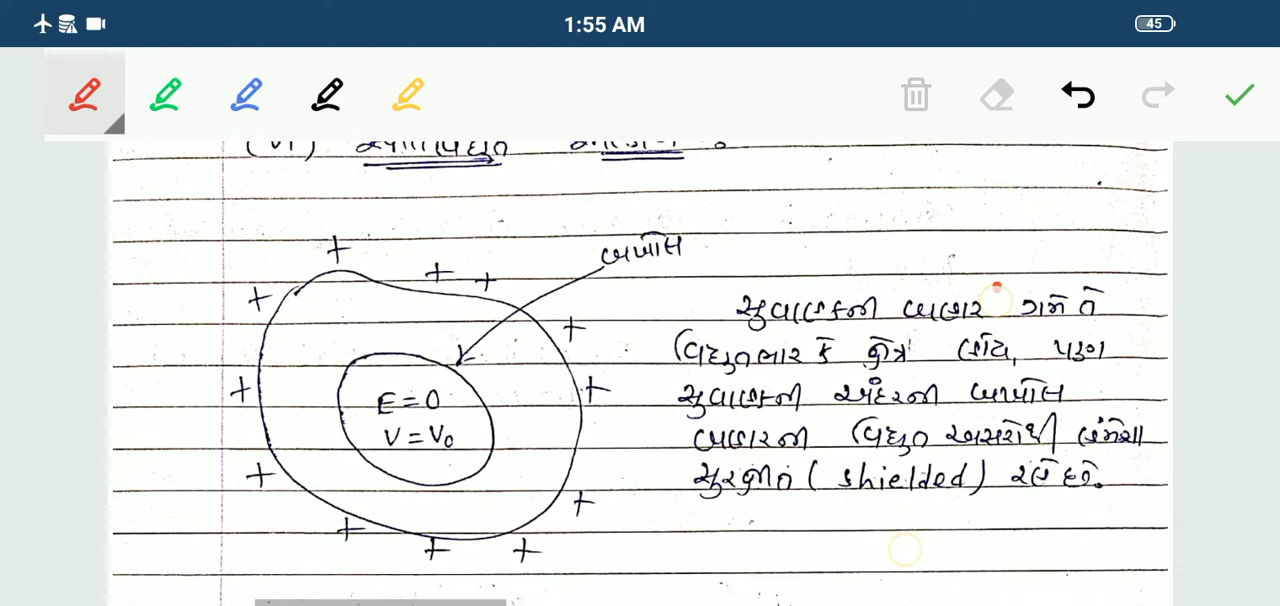 1:55 AM
45
(vi) સ્થાયીવિદ્યુત
બખોલ
સુવાહકની બહાર ગમે તે
વિદ્યુતભાર કે ક્ષેત્ર હોય, પણ
E = 0
સુવાહકની અંદરની બખોલ
V = V₀
બહારની વિદ્યુત અસરોથી હંમેશા
સુરક્ષીત (shielded) રહે છે.